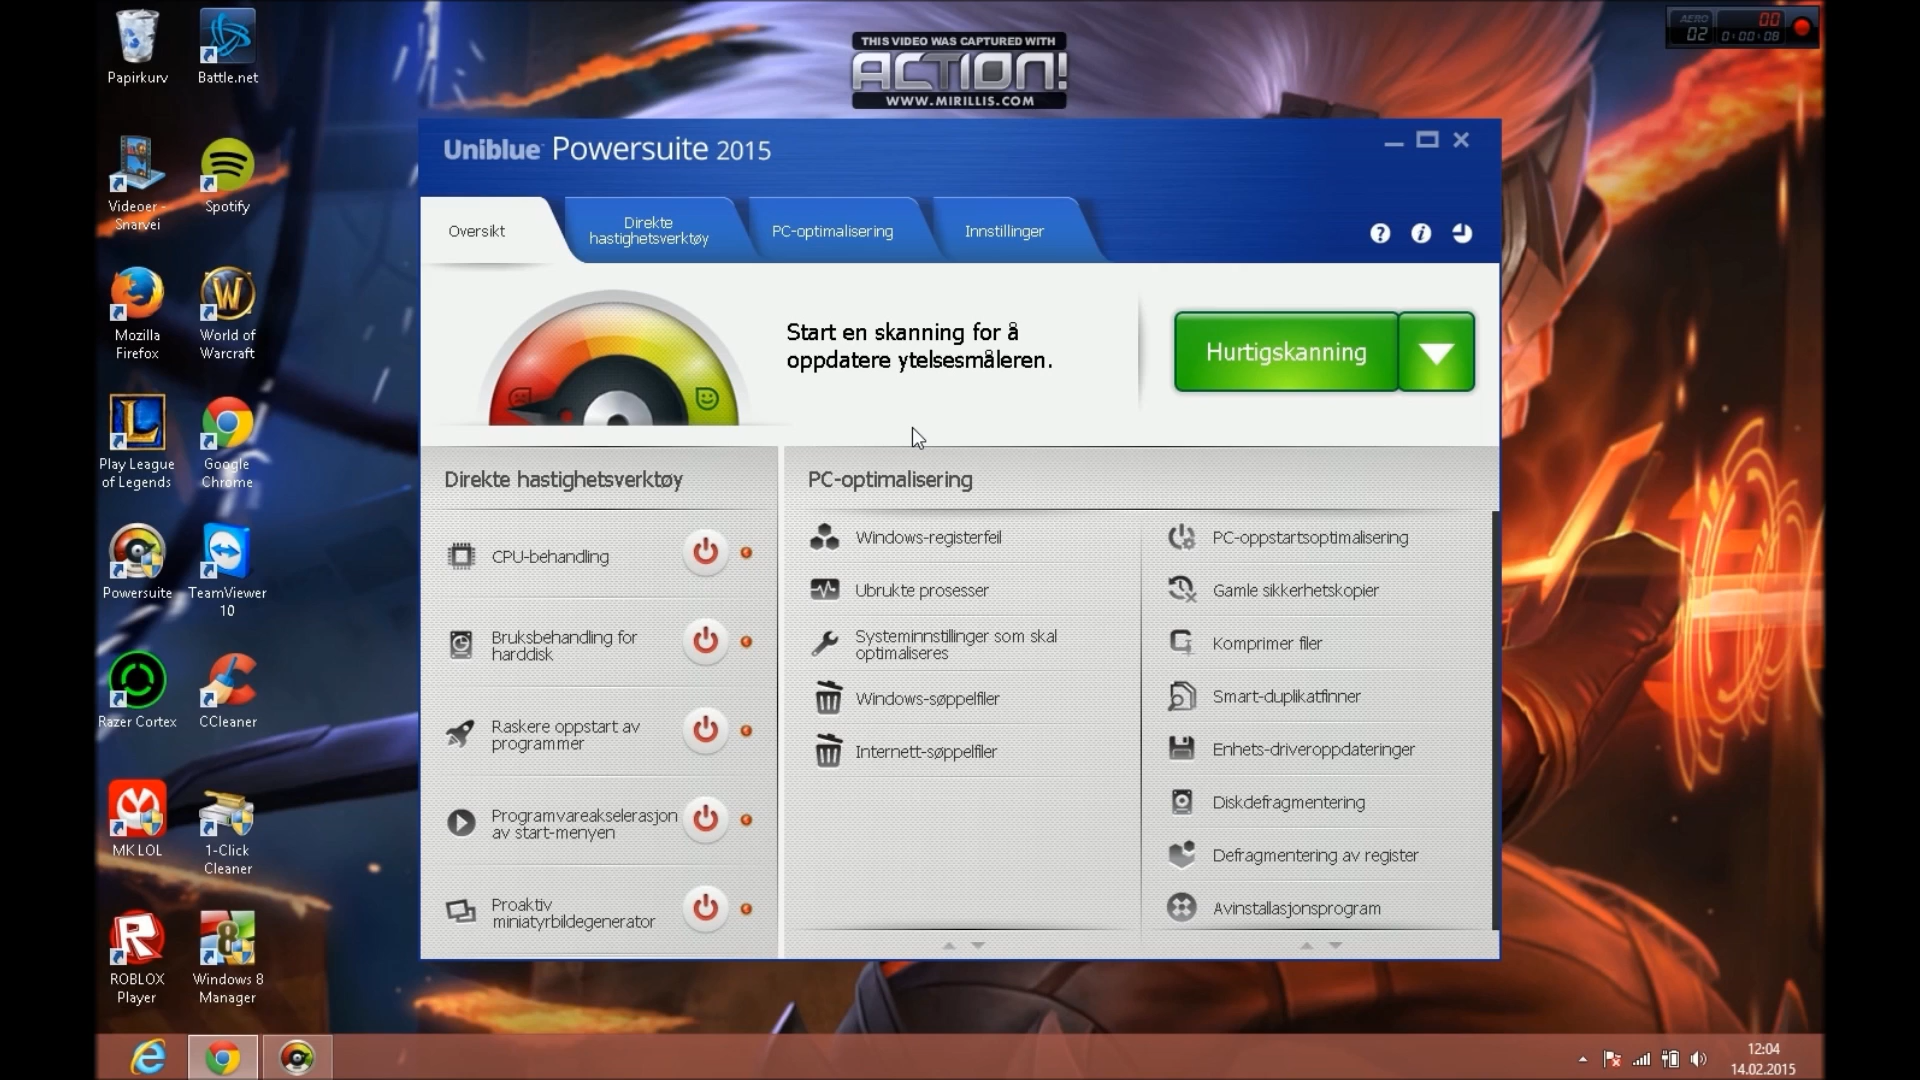 Papirkurv
Battle.net
Videoer -
Snarvei
Spotify
Mozilla
Firefox
World of
Warcraft
Play League
of Legends
Google
Chrome
Powersuite
TeamViewer
10
Razer Cortex
CCleaner
MK LOL
1-Click
Cleaner
ROBLOX
Player
Windows 8
Manager
THIS VIDEO WAS CAPTURED WITH
ACTION!
WWW.MIRILLIS.COM
AERO
02
00
0:00:08
Uniblue Powersuite 2015
Oversikt
Direkte
hastighetsverktøy
PC-optimalisering
Innstillinger
Start en skanning for å
oppdatere ytelsesmåleren.
Hurtigskanning
Direkte hastighetsverktøy
CPU-behandling
Bruksbehandling for
harddisk
Raskere oppstart av
programmer
Programvareakselerasjon
av start-menyen
Proaktiv
miniatyrbildegenerator
PC-optimalisering
Windows-registerfeil
Ubrukte prosesser
Systeminnstillinger som skal
optimaliseres
Windows-søppelfiler
Internett-søppelfiler
PC-oppstartsoptimalisering
Gamle sikkerhetskopier
Komprimer filer
Smart-duplikatfinner
Enhets-driveroppdateringer
Diskdefragmentering
Defragmentering av register
Avinstallasjonsprogram
12:04
14.02.2015